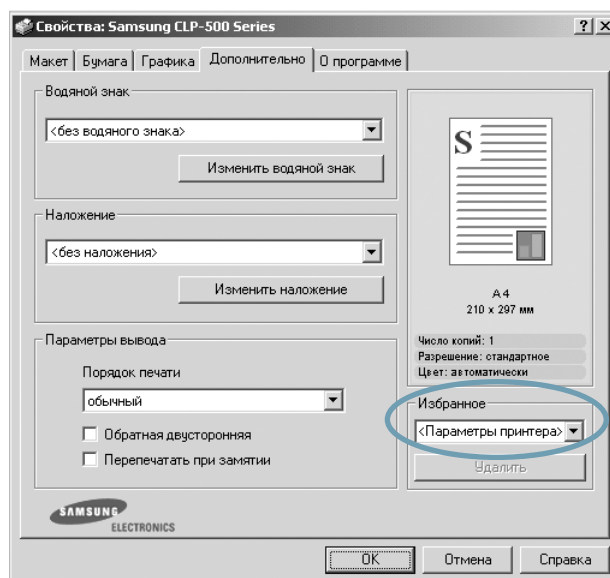 Свойства: Samsung CLP-500 Series
Макет Бумага Графика Дополнительно О программе
Водяной знак
<без водяного знака>
Изменить водяной знак
Наложение
<без наложения>
Изменить наложение
Параметры вывода
Порядок печати
обычный
Обратная двусторонняя
Перепечатать при замятии
S
A4
210 x 297 мм
Число копий: 1
Разрешение: стандартное
Цвет: автоматически
Избранное
<Параметры принтера>
Удалить
SAMSUNG
ELECTRONICS
OK Отмена Справка